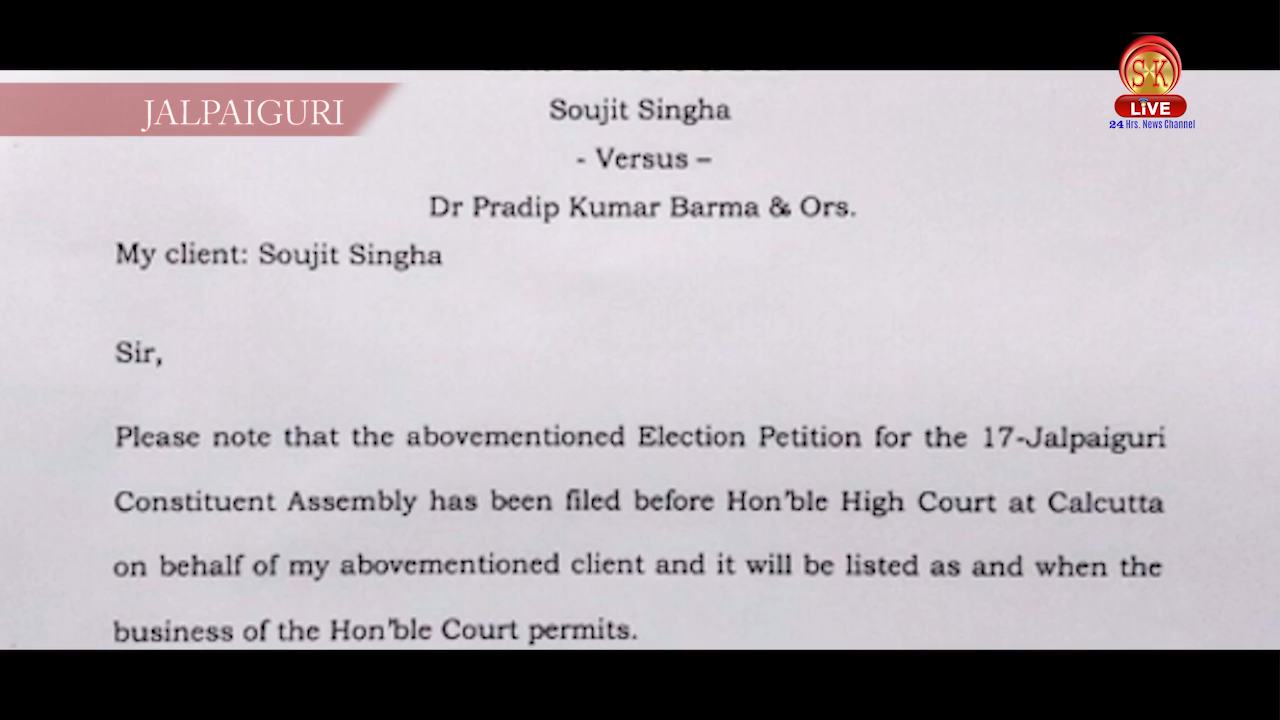 JALPAIGURI
SK
LiVE
24 Hrs. News Channel
Soujit Singha
- Versus –
Dr Pradip Kumar Barma & Ors.
My client: Soujit Singha
Sir,
Please note that the abovementioned Election Petition for the 17-Jalpaiguri
Constituent Assembly has been filed before Hon'ble High Court at Calcutta
on behalf of my abovementioned client and it will be listed as and when the
business of the Hon'ble Court permits.